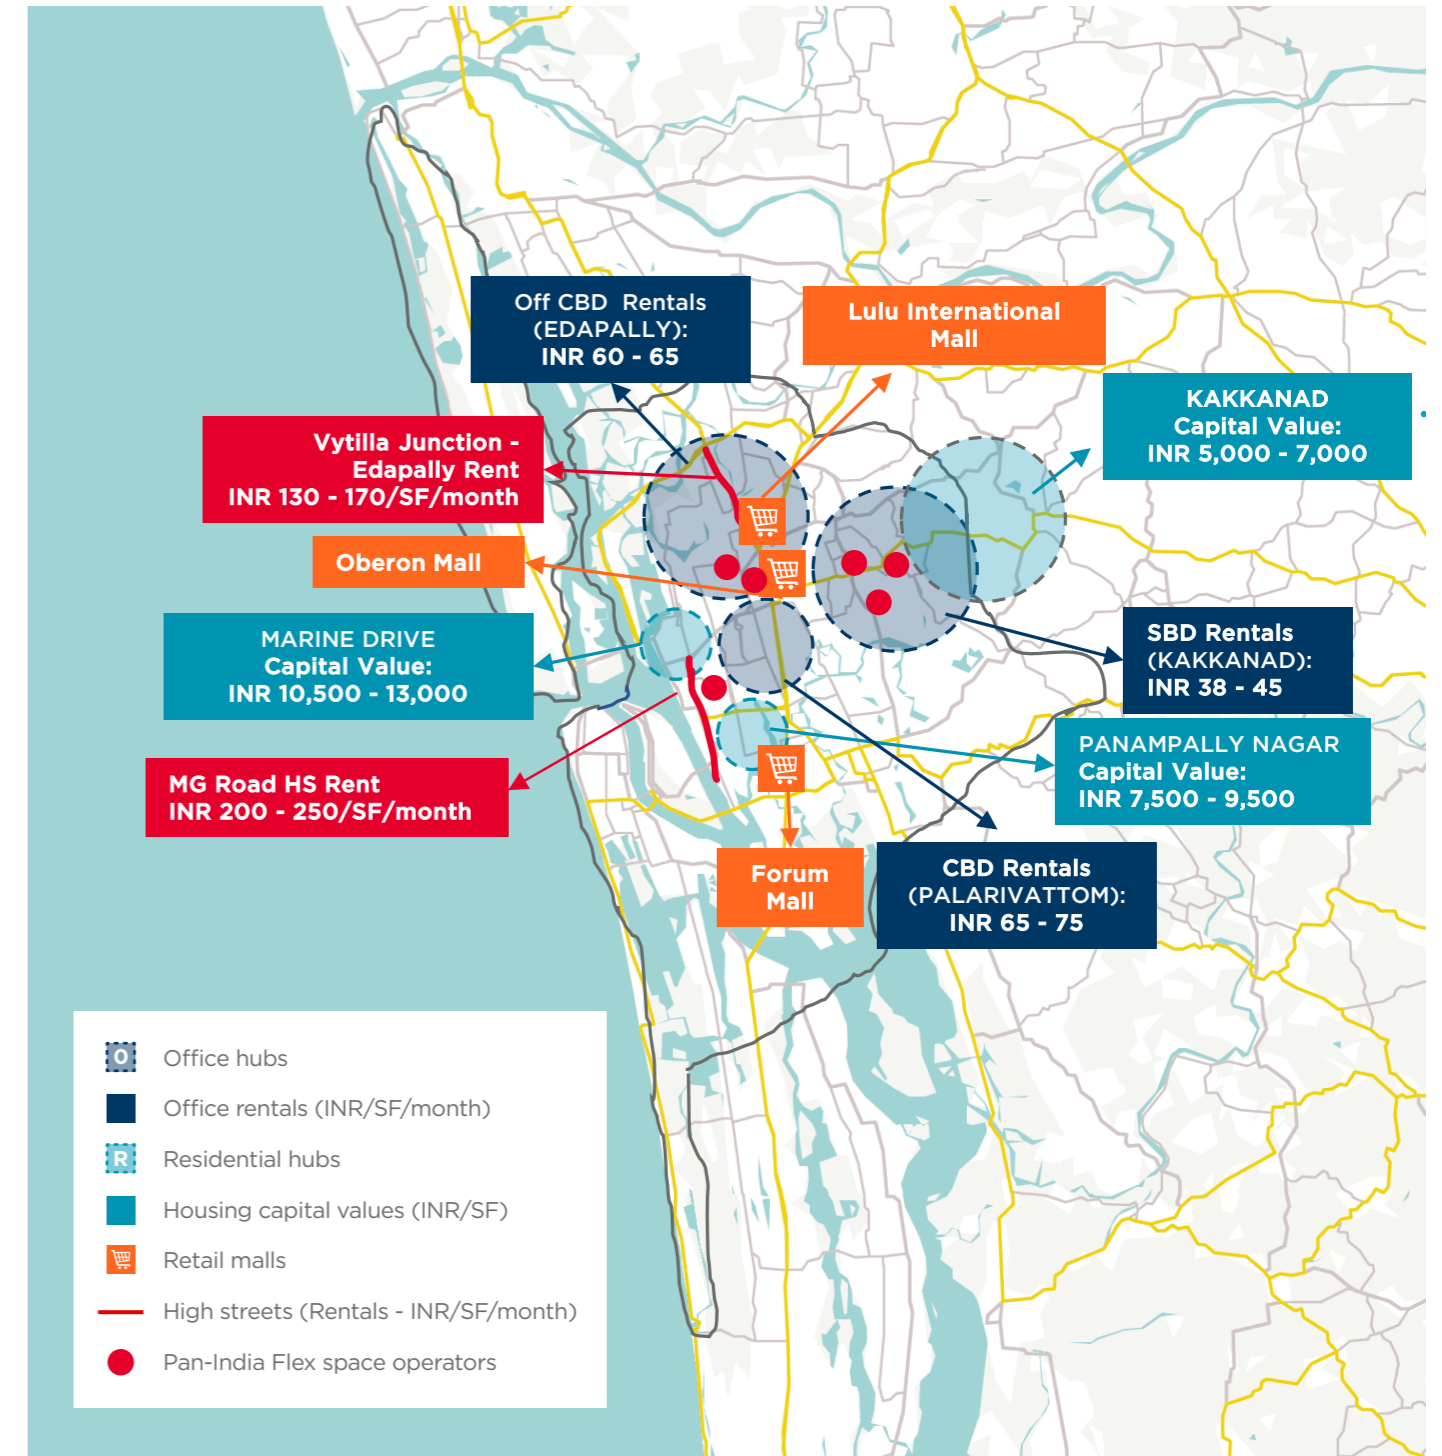 Off CBD Rentals
(EDAPALLY):
INR 60 - 65
Lulu International
Mall
KAKKANAD
Capital Value:
INR 5,000 - 7,000
Vytilla Junction -
Edapally Rent
INR 130 - 170/SF/month
Oberon Mall
MARINE DRIVE
Capital Value:
INR 10,500 - 13,000
SBD Rentals
(KAKKANAD):
INR 38 - 45
PANAMPALLY NAGAR
Capital Value:
INR 7,500 - 9,500
MG Road HS Rent
INR 200 - 250/SF/month
Forum
Mall
CBD Rentals
(PALARIVATTOM):
INR 65 - 75
O Office hubs
Office rentals (INR/SF/month)
R Residential hubs
Housing capital values (INR/SF)
Retail malls
High streets (Rentals - INR/SF/month)
Pan-India Flex space operators